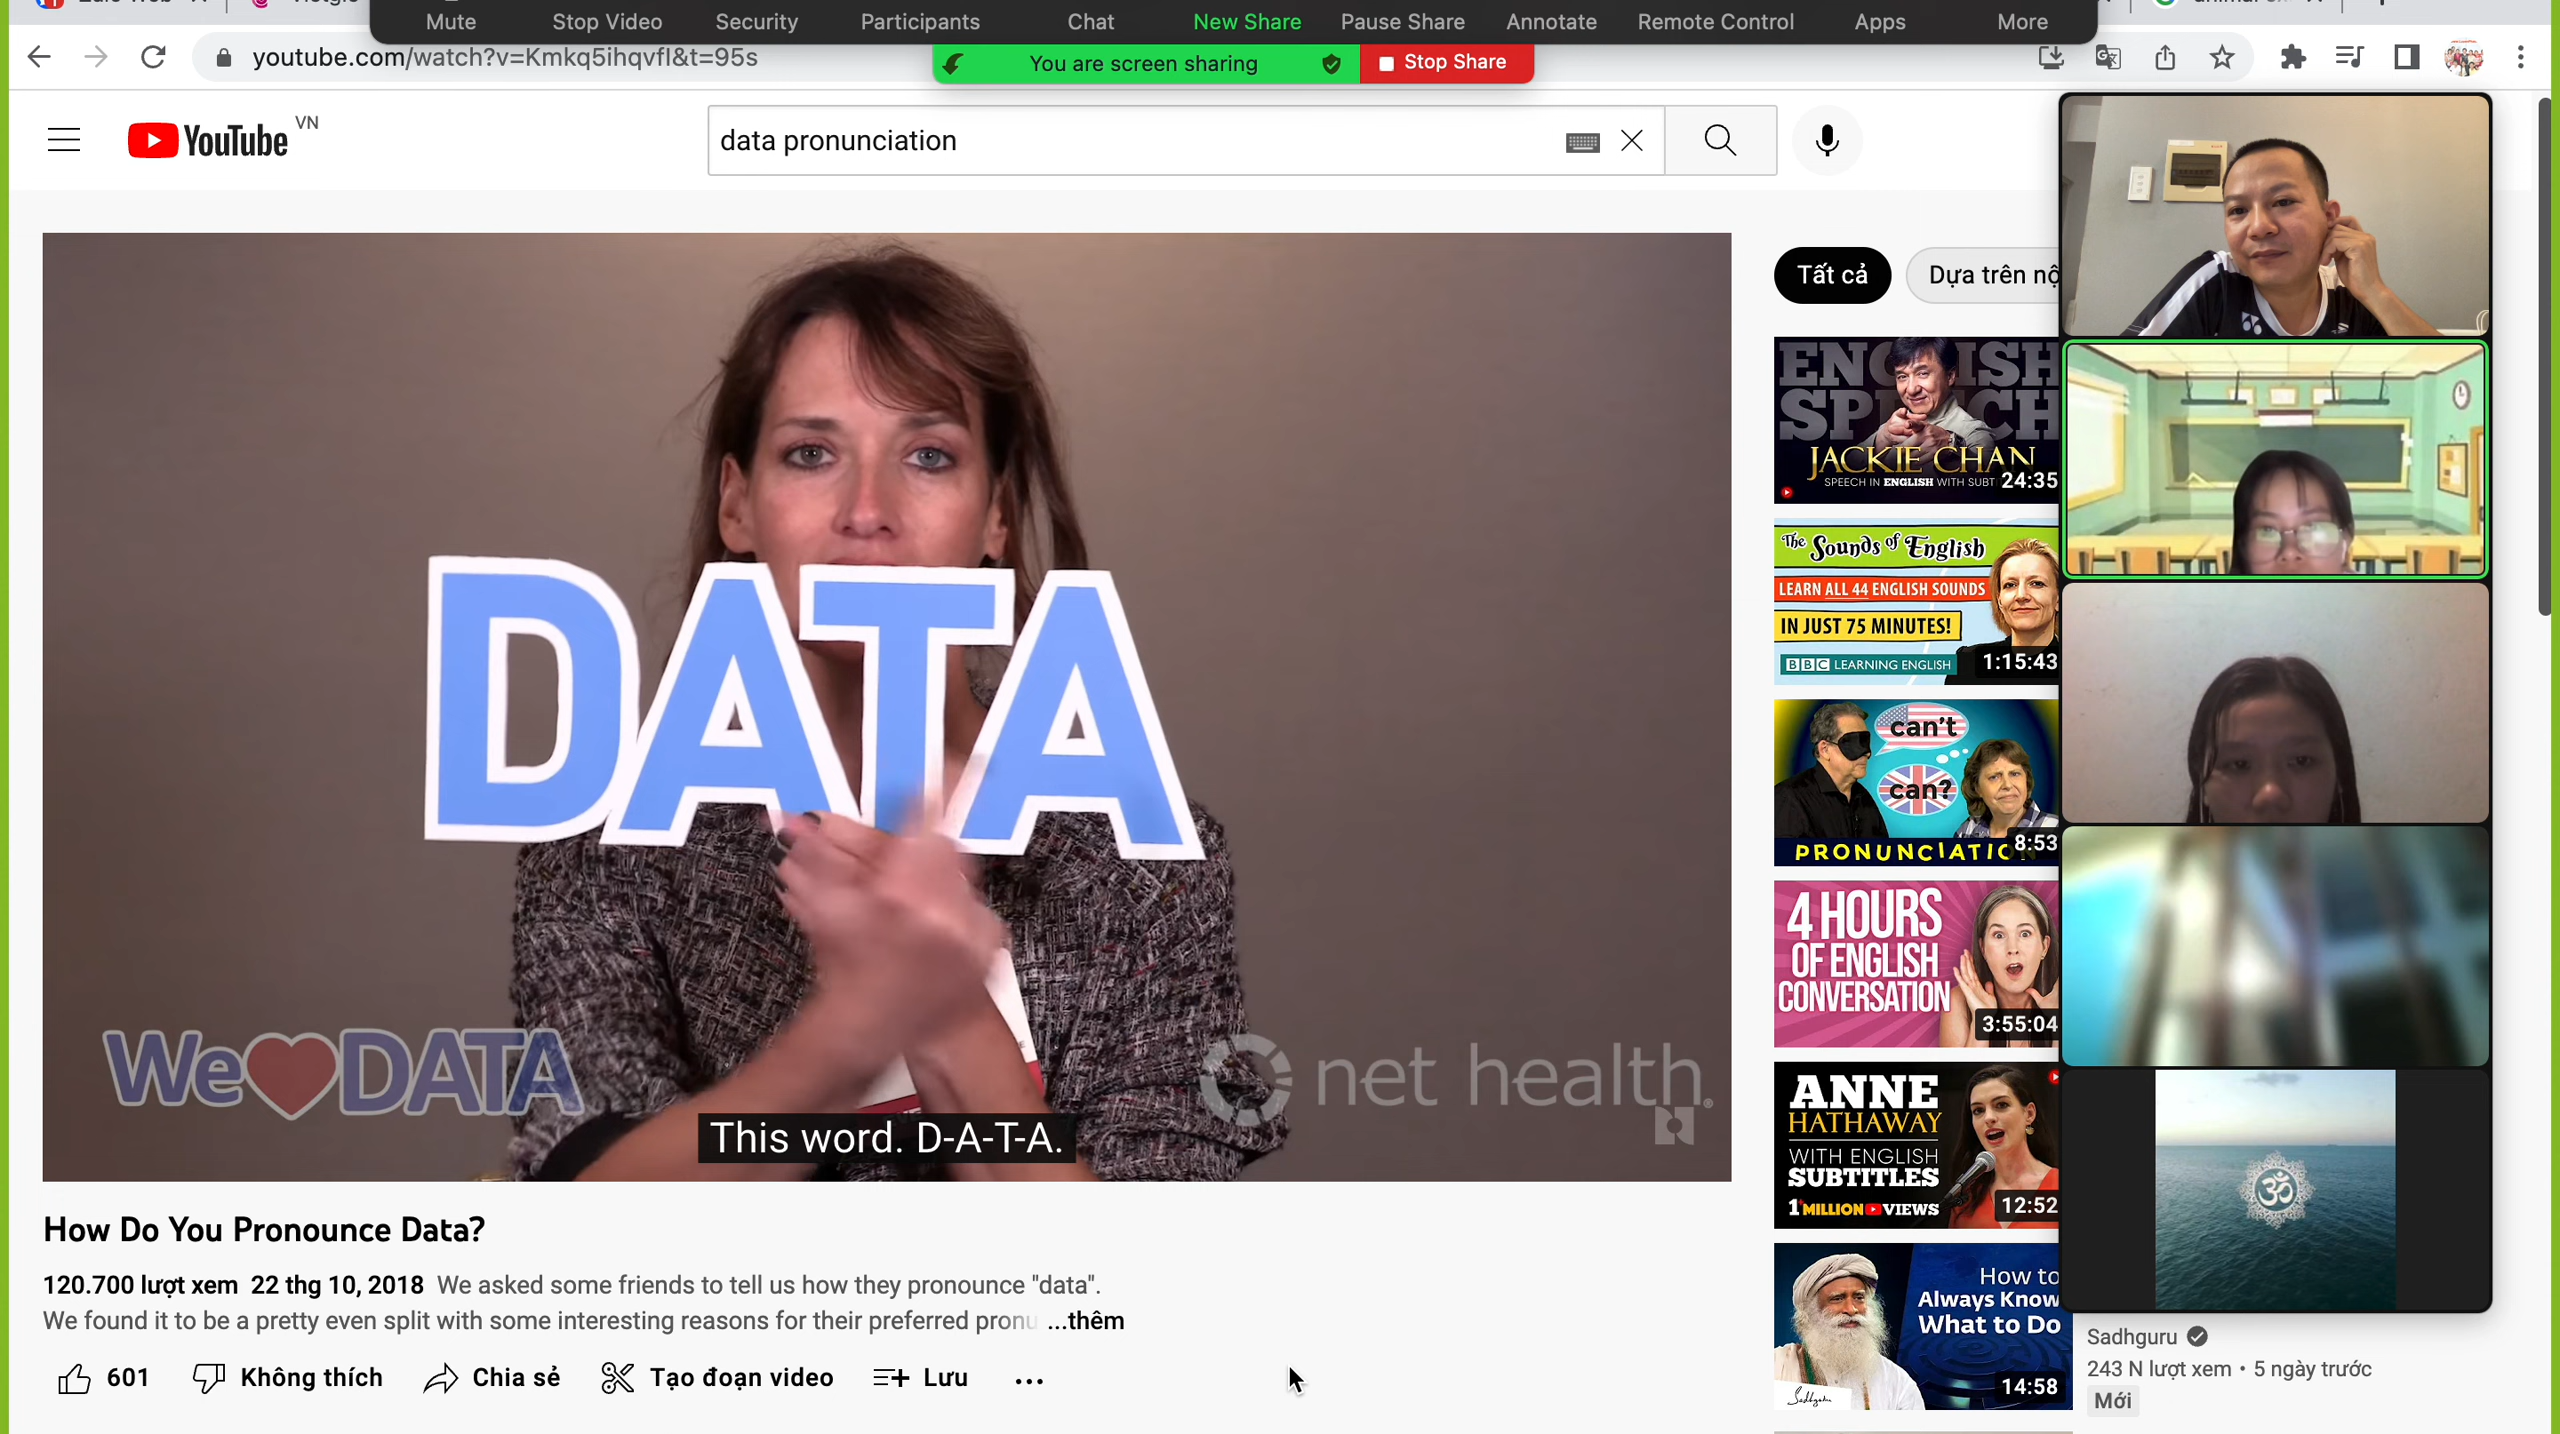 Mute Stop Video Security Participants Chat New Share Pause Share Annotate Remote Control Apps More
youtube.com/watch?v=Kmkq5ihqvfI&t=95s
You are screen sharing
Stop Share
YouTube VN
data pronunciation
Tất cả
Dựa trên nộ
DATA
We DATA
net health®
This word. D-A-T-A.
How Do You Pronounce Data?
120.700 lượt xem 22 thg 10, 2018 We asked some friends to tell us how they pronounce "data".
We found it to be a pretty even split with some interesting reasons for their preferred pronu ...thêm
601 Không thích Chia sẻ Tạo đoạn video Lưu ...
ENGLISH
SPEECH
JACKIE CHAN
SPEECH IN ENGLISH WITH SUBT
24:35
The Sounds of English
LEARN ALL 44 ENGLISH SOUNDS
IN JUST 75 MINUTES!
BBC LEARNING ENGLISH
1:15:43
can't
can?
8:53
PRONUNCIATION
4 HOURS
OF ENGLISH
CONVERSATION
3:55:04
ANNE
HATHAWAY
WITH ENGLISH
SUBTITLES
1 MILLION VIEWS
12:52
How to
Always Know
What to Do
Sadhguru
14:58
ॐ
Sadhguru
243 N lượt xem • 5 ngày trước
Mới